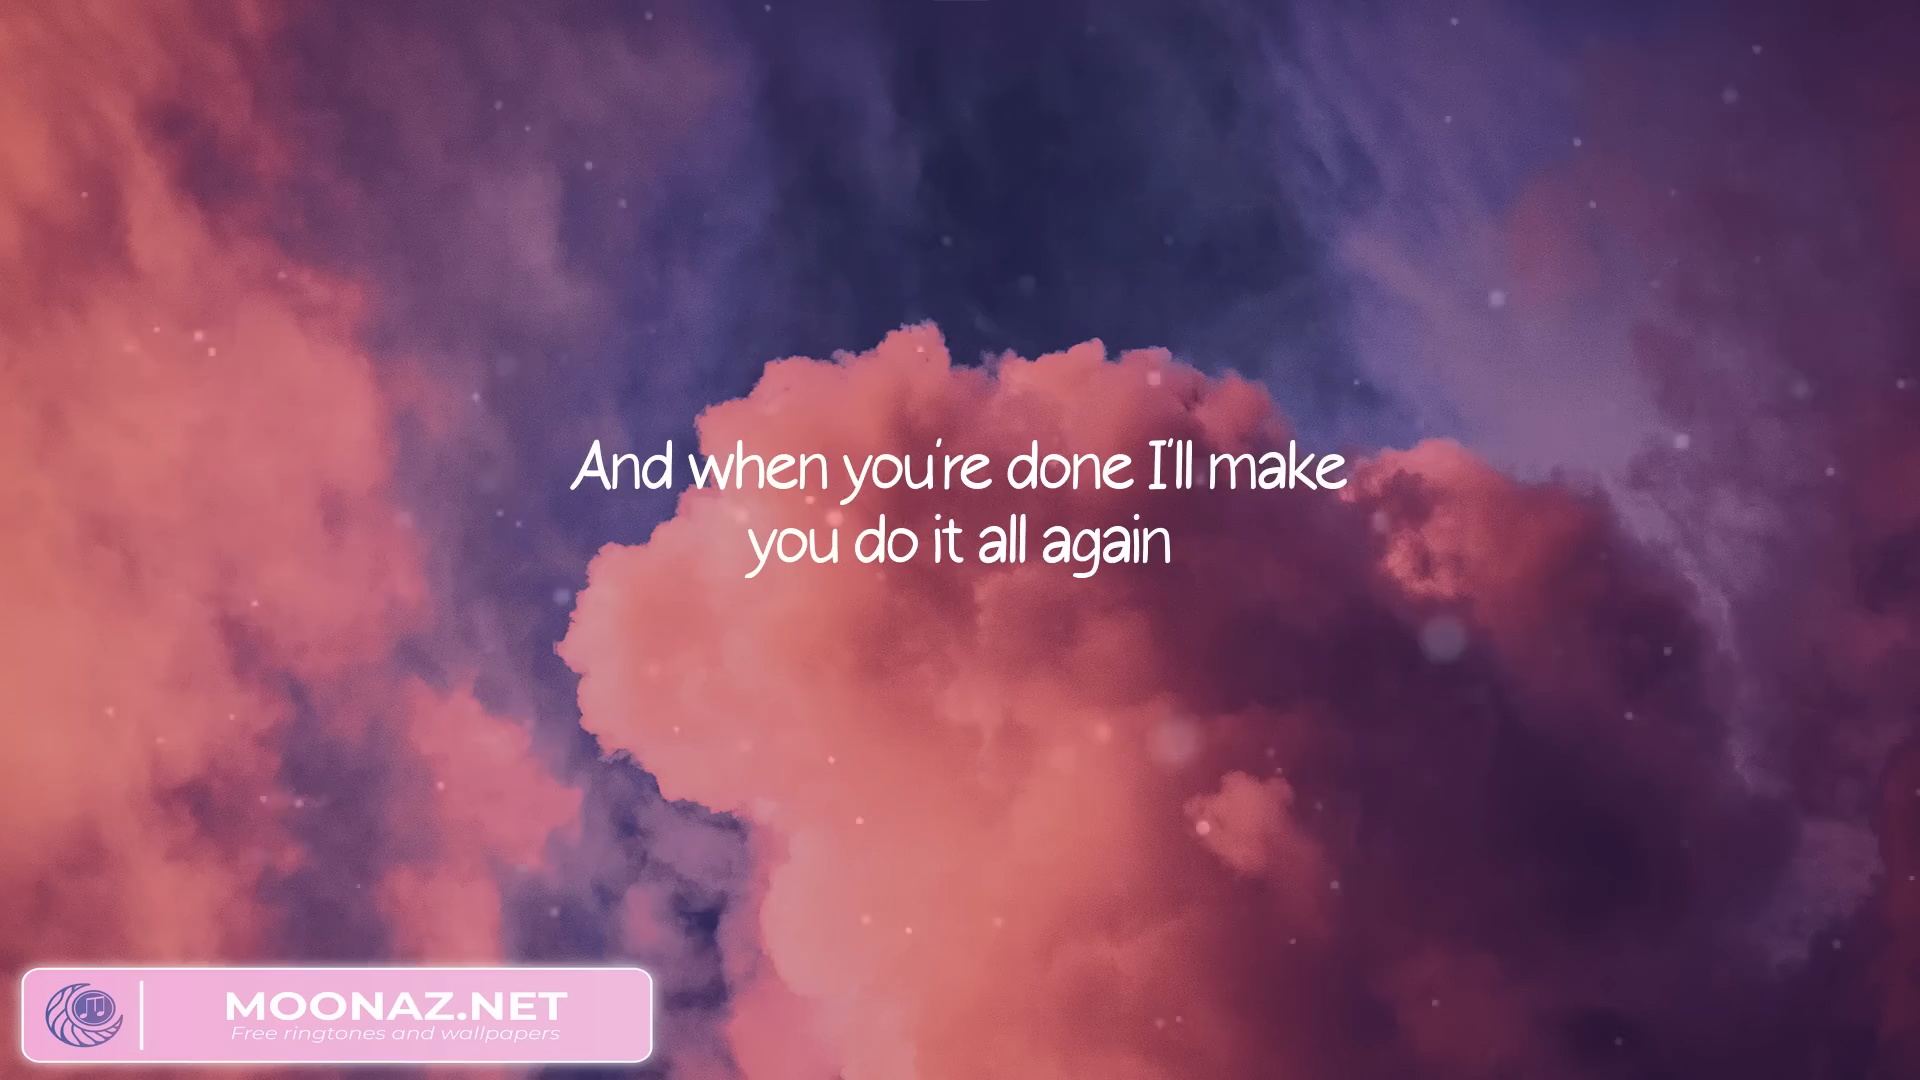 And when you're done I'll make
you do it all again
MOONAZ.NET
Free ringtones and wallpapers